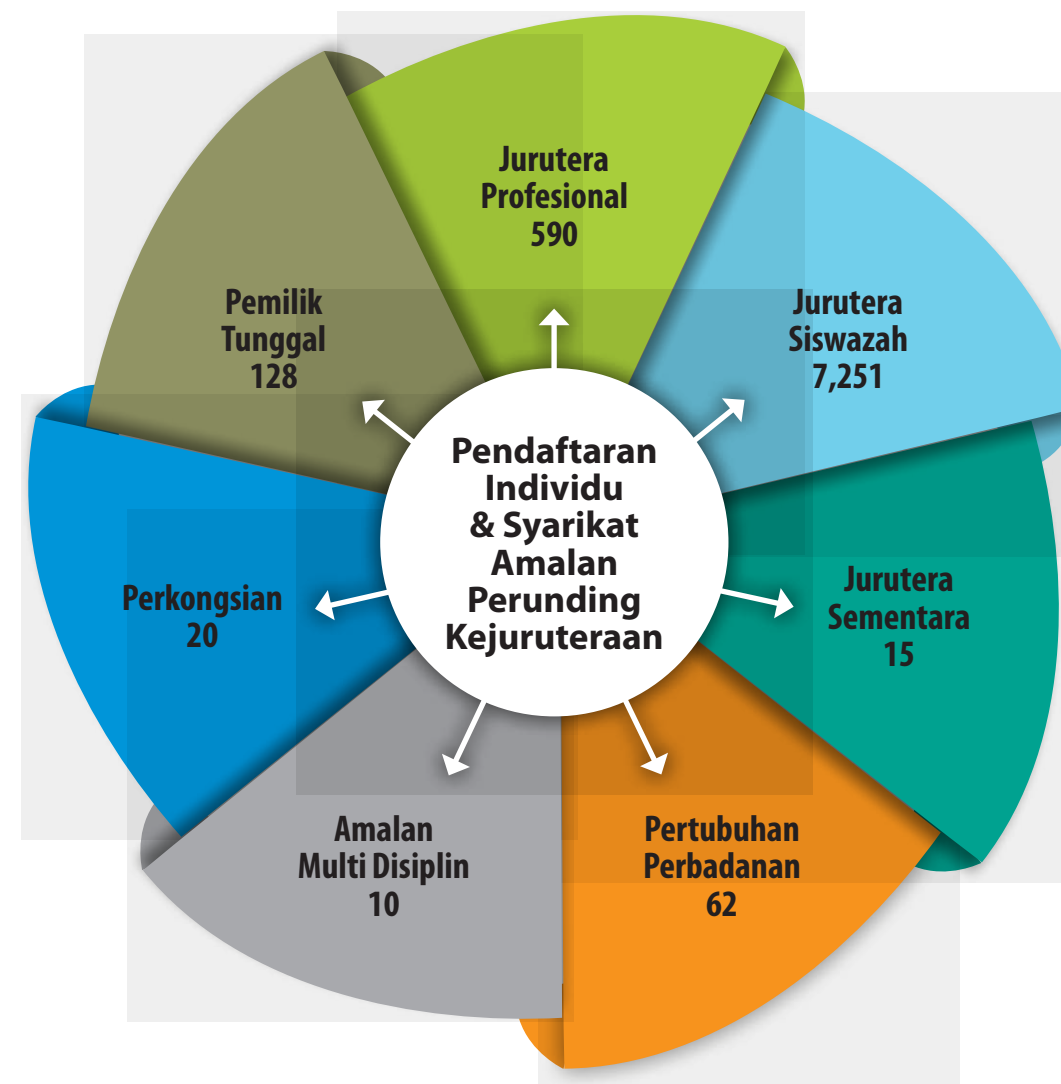 Jurutera
Profesional
590
Jurutera
Siswazah
7,251
Jurutera
Sementara
15
Pertubuhan
Perbadanan
62
Amalan
Multi Disiplin
10
Perkongsian
20
Pemilik
Tunggal
128
Pendaftaran
Individu
& Syarikat
Amalan
Perunding
Kejuruteraan